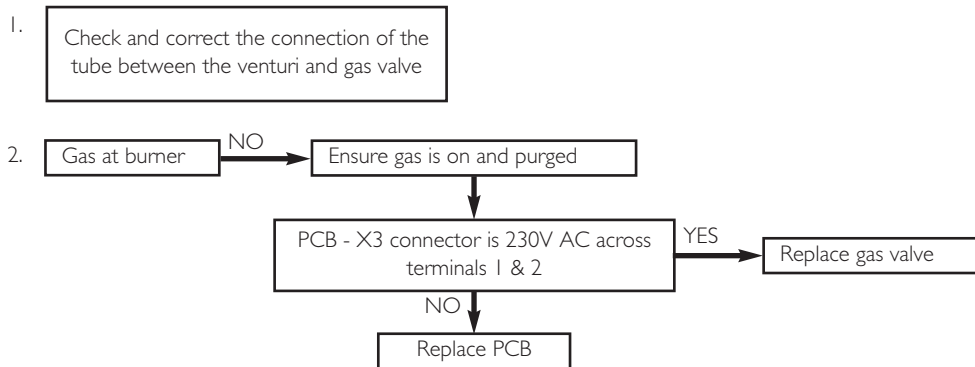 1.
Check and correct the connection of the
tube between the venturi and gas valve
2.
Gas at burner
NO
Ensure gas is on and purged
PCB - X3 connector is 230V AC across
terminals 1 & 2
YES
Replace gas valve
NO
Replace PCB